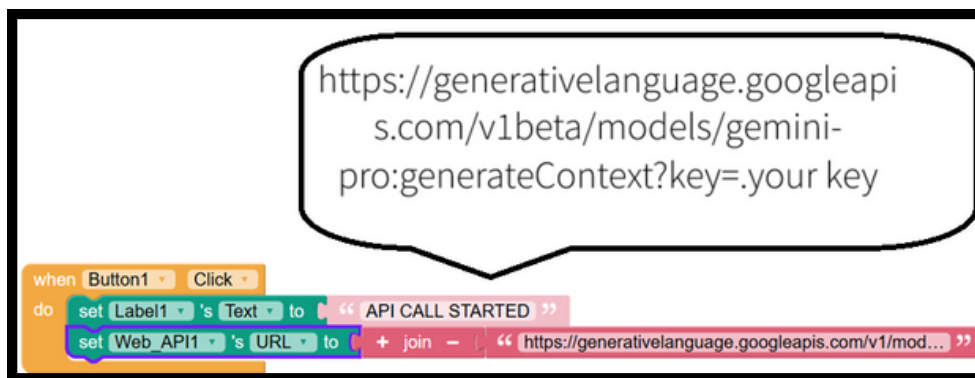 https://generativelanguage.googleapi
s.com/v1beta/models/gemini-
pro:generateContext?key=.your key
when Button1 Click
do set Label1 's Text to “ API CALL STARTED ”
set Web_API1 's URL to + join - “ https://generativelanguage.googleapis.com/v1/mod... ”